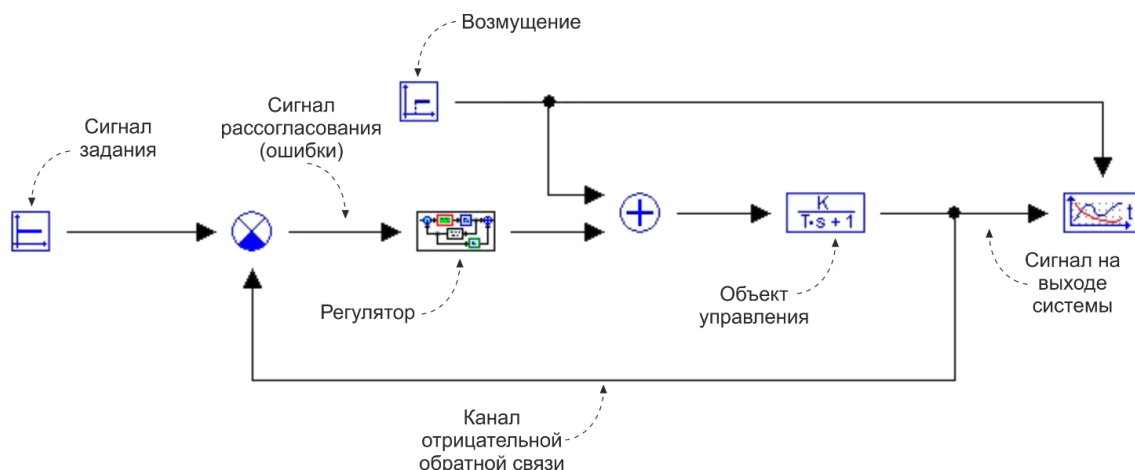 Возмущение
Сигнал
рассогласования
(ошибки)
Сигнал
задания
K
T·s + 1
t
Регулятор
Объект
управления
Сигнал на
выходе
системы
Канал
отрицательной
обратной связи